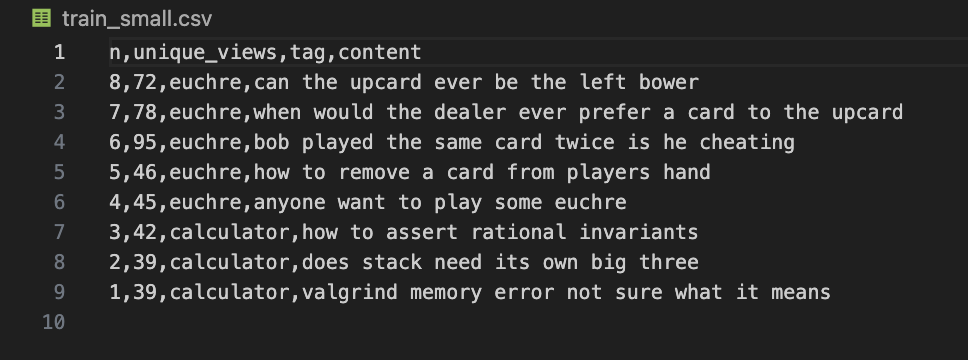 train_small.csv
1 n,unique_views,tag,content
2 8,72,euchre,can the upcard ever be the left bower
3 7,78,euchre,when would the dealer ever prefer a card to the upcard
4 6,95,euchre,bob played the same card twice is he cheating
5 5,46,euchre,how to remove a card from players hand
6 4,45,euchre,anyone want to play some euchre
7 3,42,calculator,how to assert rational invariants
8 2,39,calculator,does stack need its own big three
9 1,39,calculator,valgrind memory error not sure what it means
10